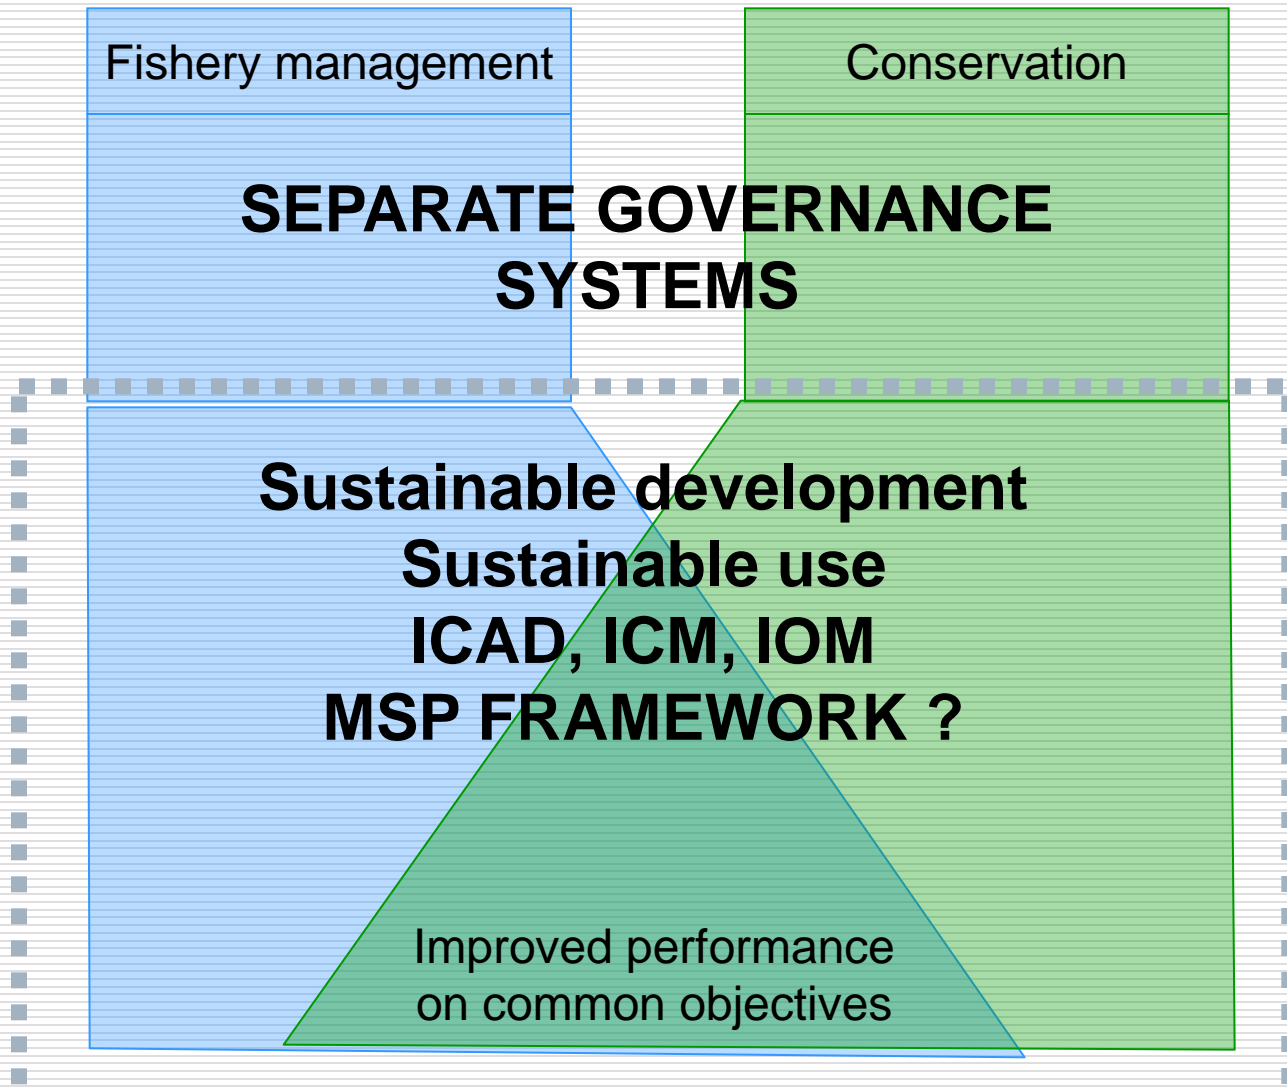 Fishery management
Conservation
SEPARATE GOVERNANCE
SYSTEMS
Sustainable development
Sustainable use
ICAD, ICM, IOM
MSP FRAMEWORK ?
Improved performance
on common objectives